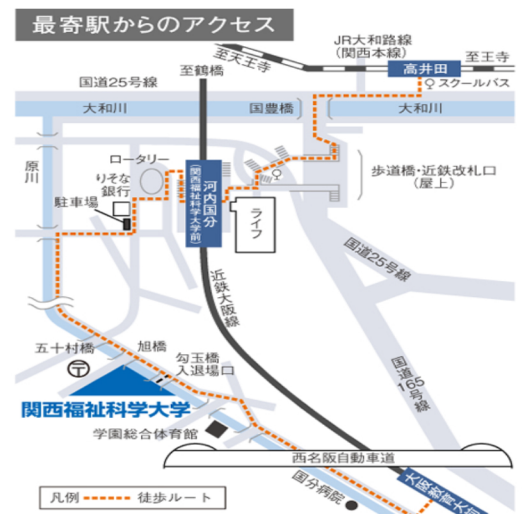 最寄駅からのアクセス
JR大和路線
(関西本線)
至天王寺
至王寺
高井田
スクールバス
至鶴橋
国道25号線
大和川
国豊橋
大和川
原川
ロータリー
りそな
銀行
駐車場
河内国分
(関西福祉科学大学前)
ライフ
歩道橋・近鉄改札口
(屋上)
国道25号線
近鉄大阪線
国道
165号線
五十村橋
旭橋
勾玉橋
入退場口
〒
関西福祉科学大学
学園総合体育館
西名阪自動車道
国分病院
大阪教育大
凡例
徒歩ルート